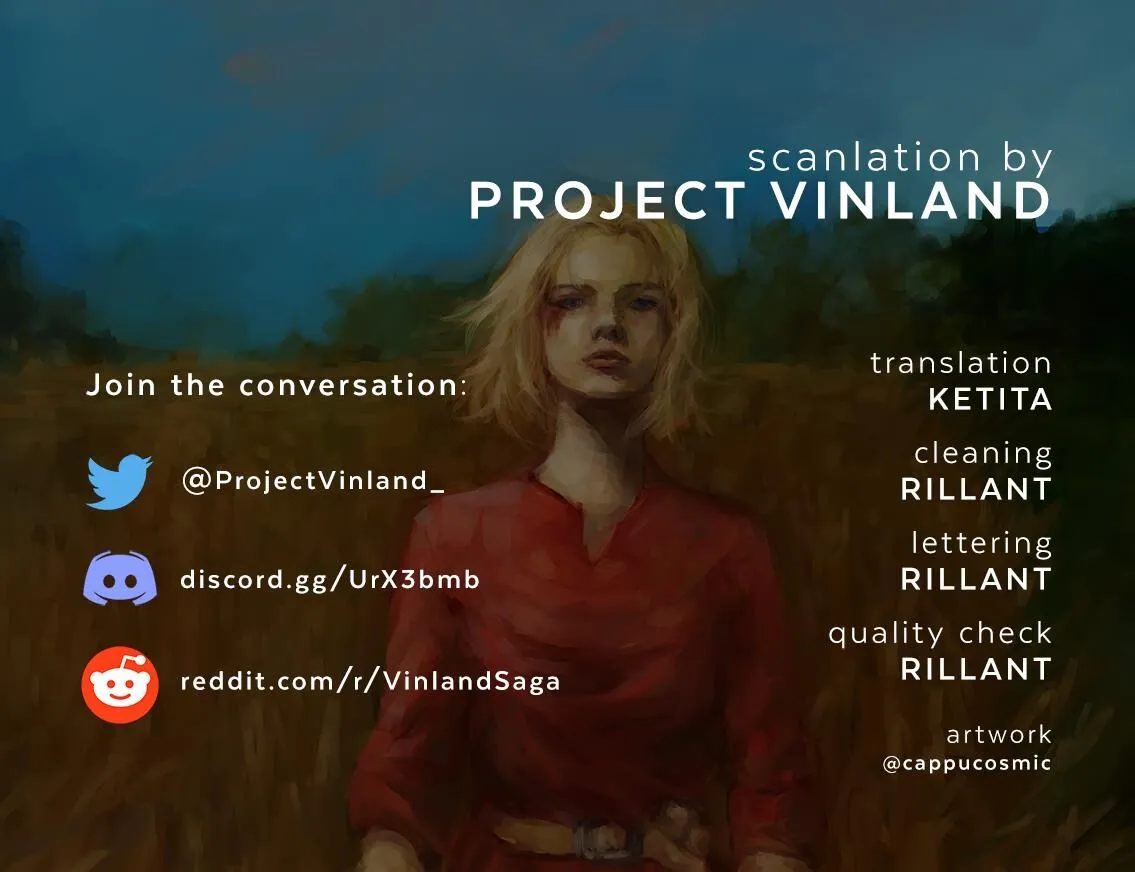 scanlation by
PROJECT VINLAND
Join the conversation:
@ProjectVinland_
discord.gg/UrX3bmb
reddit.com/r/VinlandSaga
translation
KETITA
cleaning
RILLANT
lettering
RILLANT
quality check
RILLANT
artwork
@cappucosmic